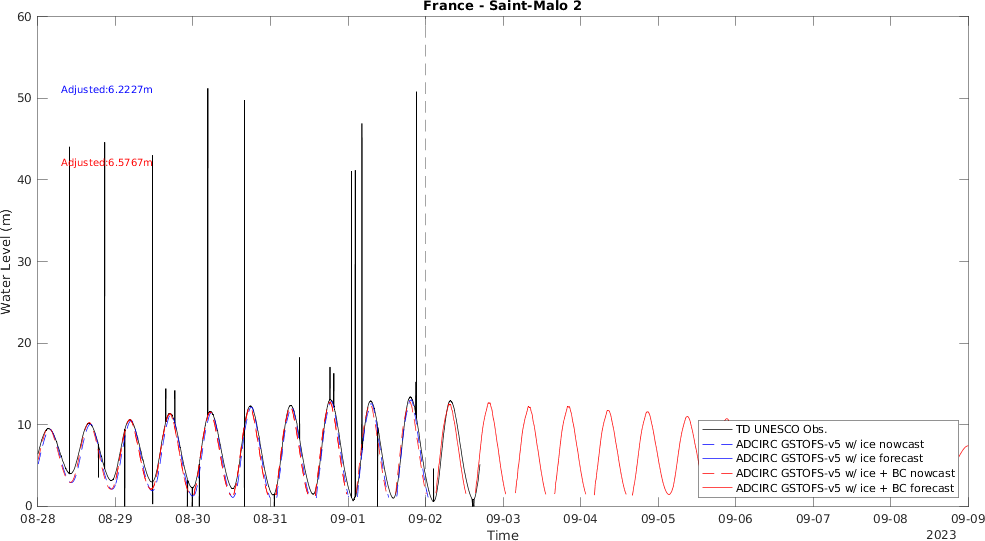 France - Saint-Malo 2
60
50
40
30
20
10
0
Water Level (m)
Adjusted:6.2227m
Adjusted:6.5767m
TD UNESCO Obs.
ADCIRC GSTOFS-v5 w/ ice nowcast
ADCIRC GSTOFS-v5 w/ ice forecast
ADCIRC GSTOFS-v5 w/ ice + BC nowcast
ADCIRC GSTOFS-v5 w/ ice + BC forecast
08-28 08-29 08-30 08-31 09-01 09-02 09-03 09-04 09-05 09-06 09-07 09-08 09-09
Time
2023